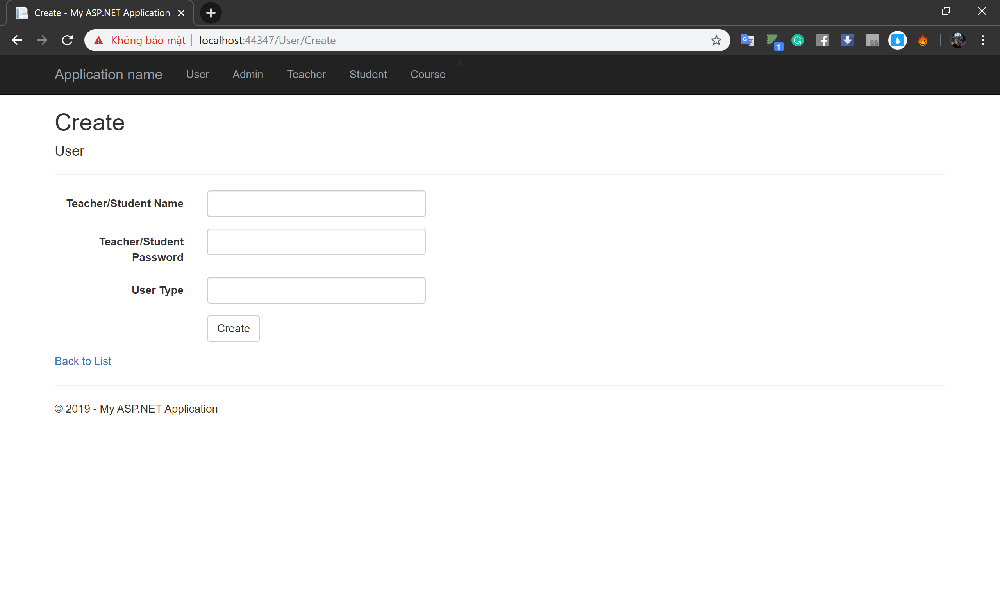 Create - My ASP.NET Application
Không bảo mật localhost:44347/User/Create
1
ES
Application name User Admin Teacher Student Course s
Create
User
Teacher/Student Name
Teacher/Student
Password
User Type
Create
Back to List
© 2019 - My ASP.NET Application